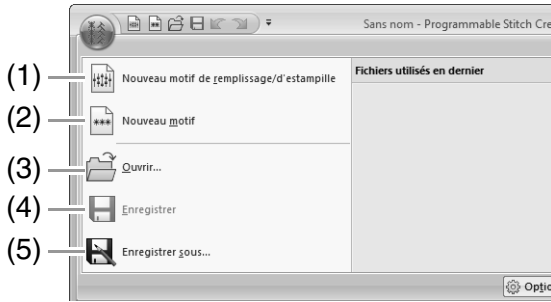 Sans nom - Programmable Stitch Cre
(1) Nouveau motif de remplissage/d'estampille
Fichiers utilisés en dernier
(2) Nouveau motif
(3) Ouvrir...
(4) Enregistrer
(5) Enregistrer sous...
Optio